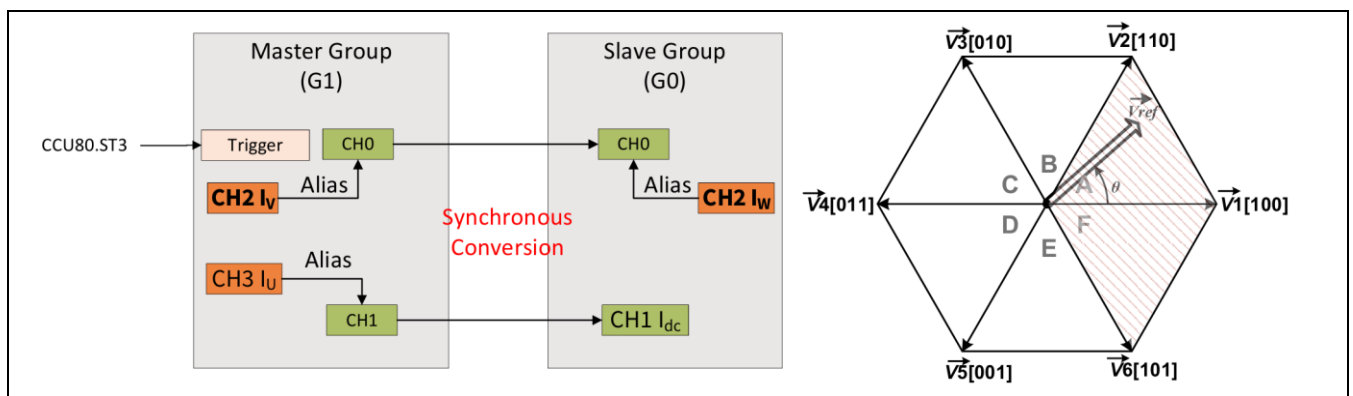 Master Group
(G1)
Slave Group
(G0)
CCU80.ST3
Trigger
CH0
CH0
Alias
Alias
CH2 IV
CH2 IW
Synchronous
Conversion
Alias
CH3 IU
CH1
CH1 Idc
V3[010]
V2[110]
Vref
B
C
A
θ
V4[011]
V1[100]
D
F
E
V5[001]
V6[101]